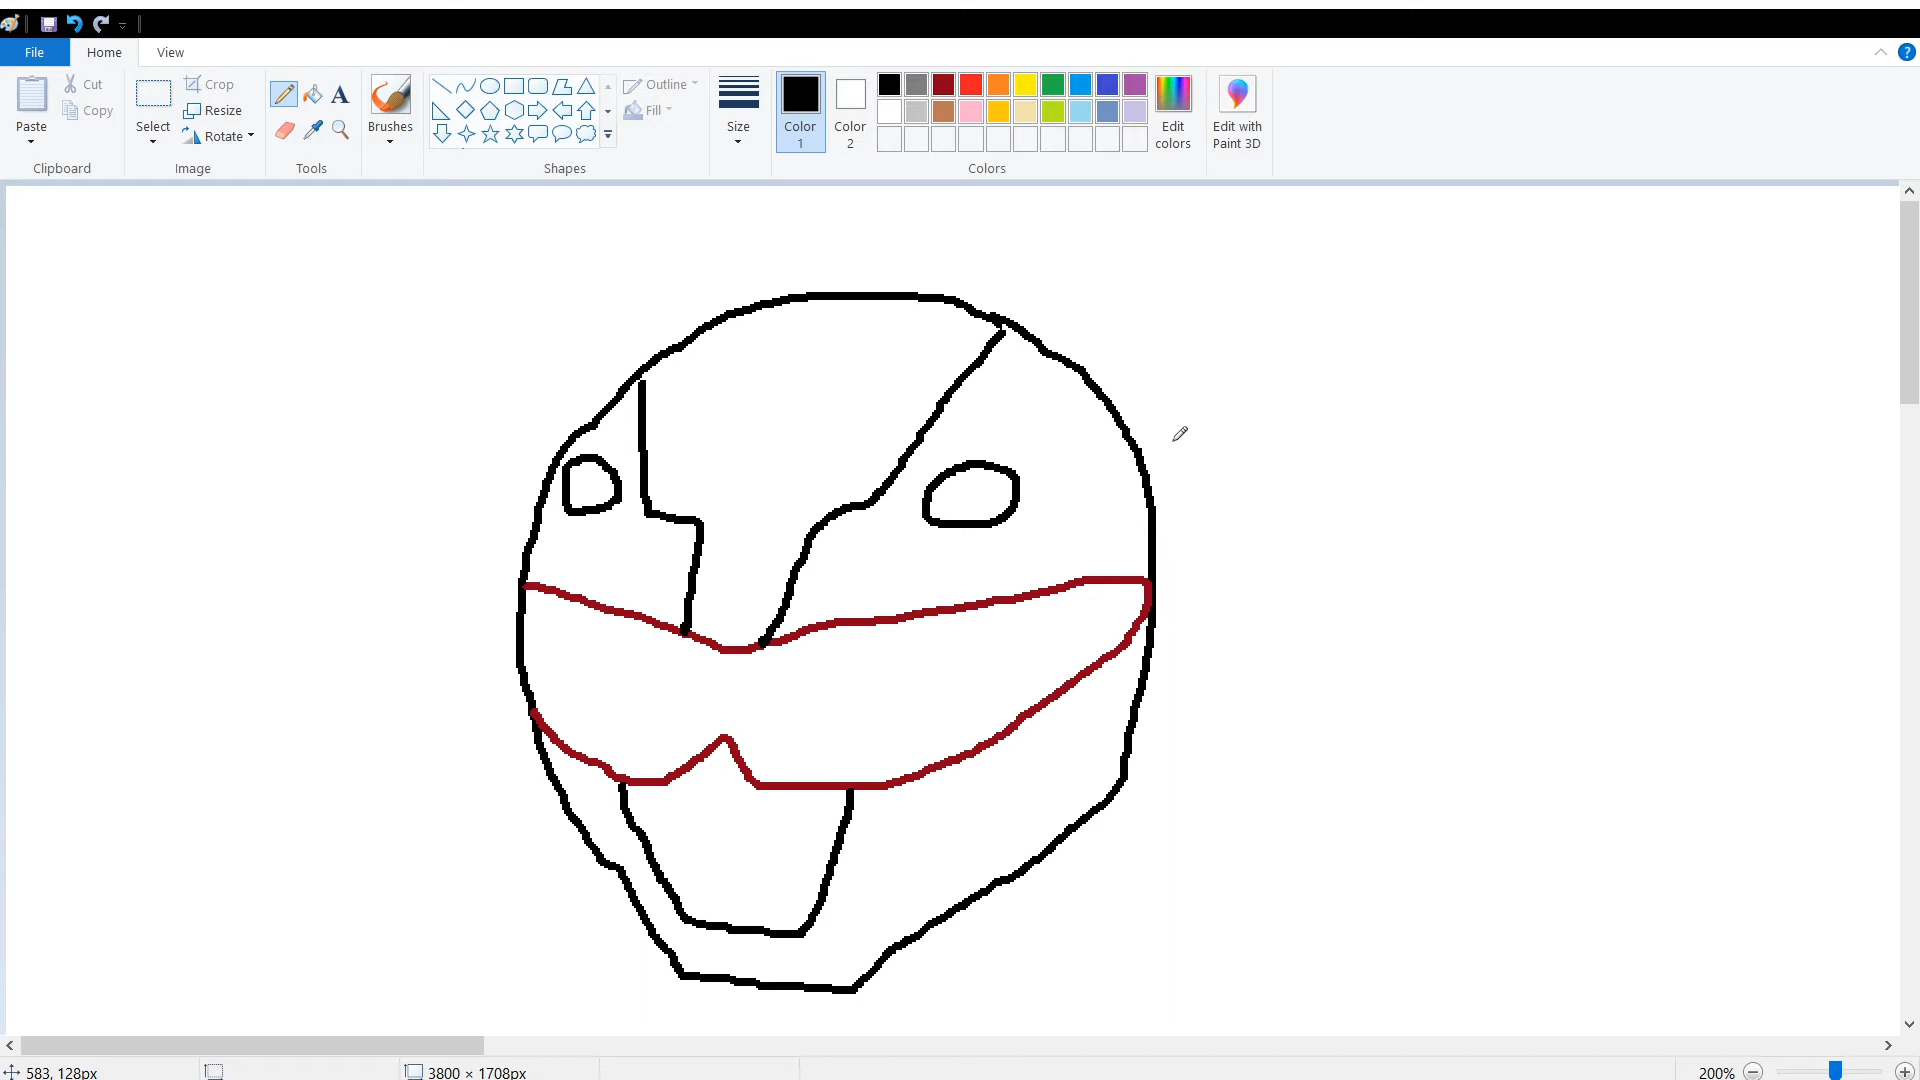 File Home View
Paste
Cut
Copy
Clipboard
Select
Crop
Resize
Rotate
Image
A
Tools
Brushes
Shapes
Outline
Fill
Size
Color
1
Color
2
Edit
colors
Colors
Edit with
Paint 3D
?
583, 128px
3800 × 1708px
200%